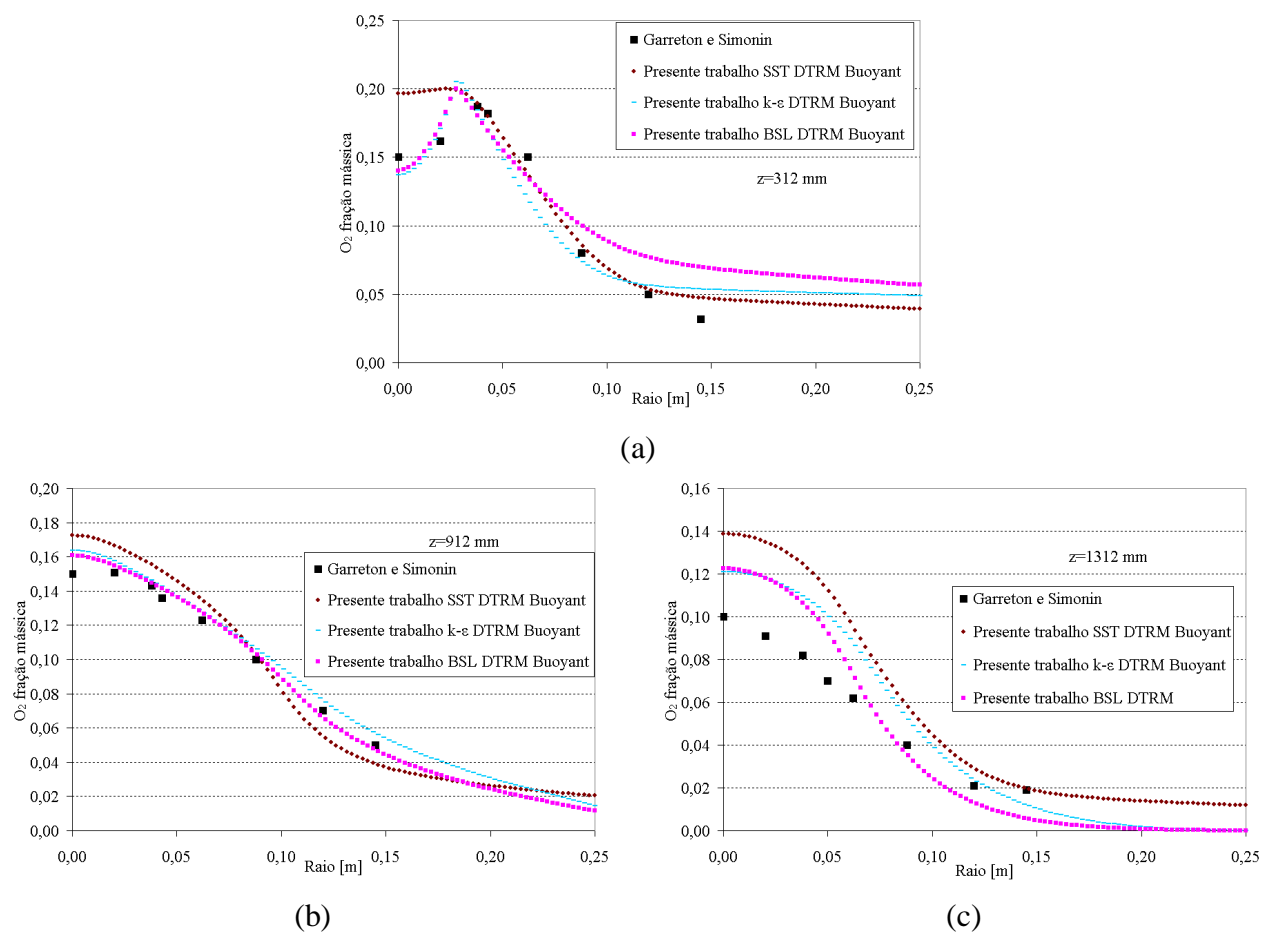 0,25
0,20
0,15
0,10
0,05
0,00
O₂ fração mássica
Garreton e Simonin
Presente trabalho SST DTRM Buoyant
Presente trabalho k-ε DTRM Buoyant
Presente trabalho BSL DTRM Buoyant
z=312 mm
0,00 0,05 0,10 0,15 0,20 0,25
Raio [m]
(a)
0,20
0,18
0,16
0,14
0,12
0,10
0,08
0,06
0,04
0,02
0,00
O₂ fração mássica
z=912 mm
Garreton e Simonin
Presente trabalho SST DTRM Buoyant
Presente trabalho k-ε DTRM Buoyant
Presente trabalho BSL DTRM Buoyant
0,00 0,05 0,10 0,15 0,20 0,25
Raio [m]
(b)
0,16
0,14
0,12
0,10
0,08
0,06
0,04
0,02
0,00
O₂ fração mássica
z=1312 mm
Garreton e Simonin
Presente trabalho SST DTRM Buoyant
Presente trabalho k-ε DTRM Buoyant
Presente trabalho BSL DTRM
0,00 0,05 0,10 0,15 0,20 0,25
Raio [m]
(c)